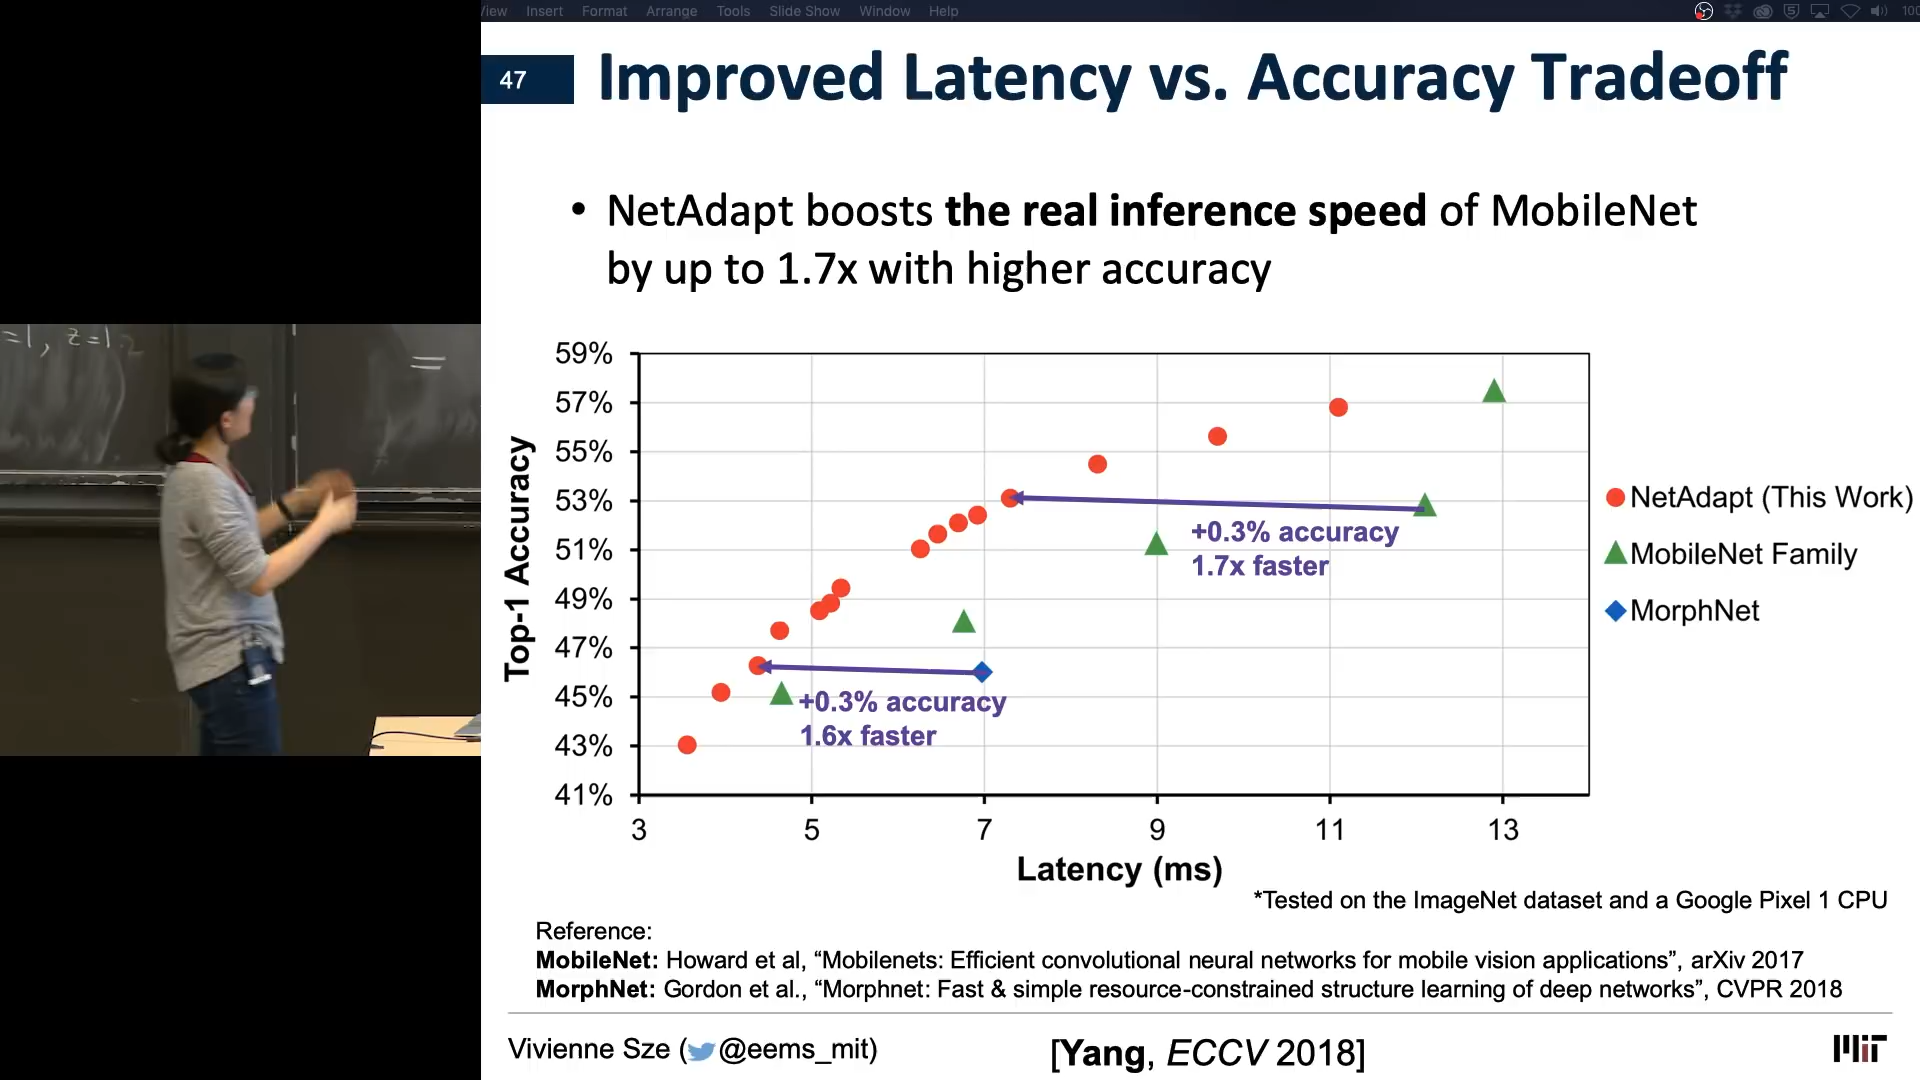 View Insert Format Arrange Tools Slide Show Window Help
100
47
Improved Latency vs. Accuracy Tradeoff
• NetAdapt boosts the real inference speed of MobileNet
by up to 1.7x with higher accuracy
=1, z=1.2
59%
57%
55%
53%
51%
49%
47%
45%
43%
41%
Top-1 Accuracy
+0.3% accuracy
1.7x faster
+0.3% accuracy
1.6x faster
NetAdapt (This Work)
MobileNet Family
MorphNet
3 5 7 9 11 13
Latency (ms)
*Tested on the ImageNet dataset and a Google Pixel 1 CPU
Reference:
MobileNet: Howard et al, “Mobilenets: Efficient convolutional neural networks for mobile vision applications”, arXiv 2017
MorphNet: Gordon et al., “Morphnet: Fast & simple resource-constrained structure learning of deep networks”, CVPR 2018
Vivienne Sze (@eems_mit)
[Yang, ECCV 2018]
MIT